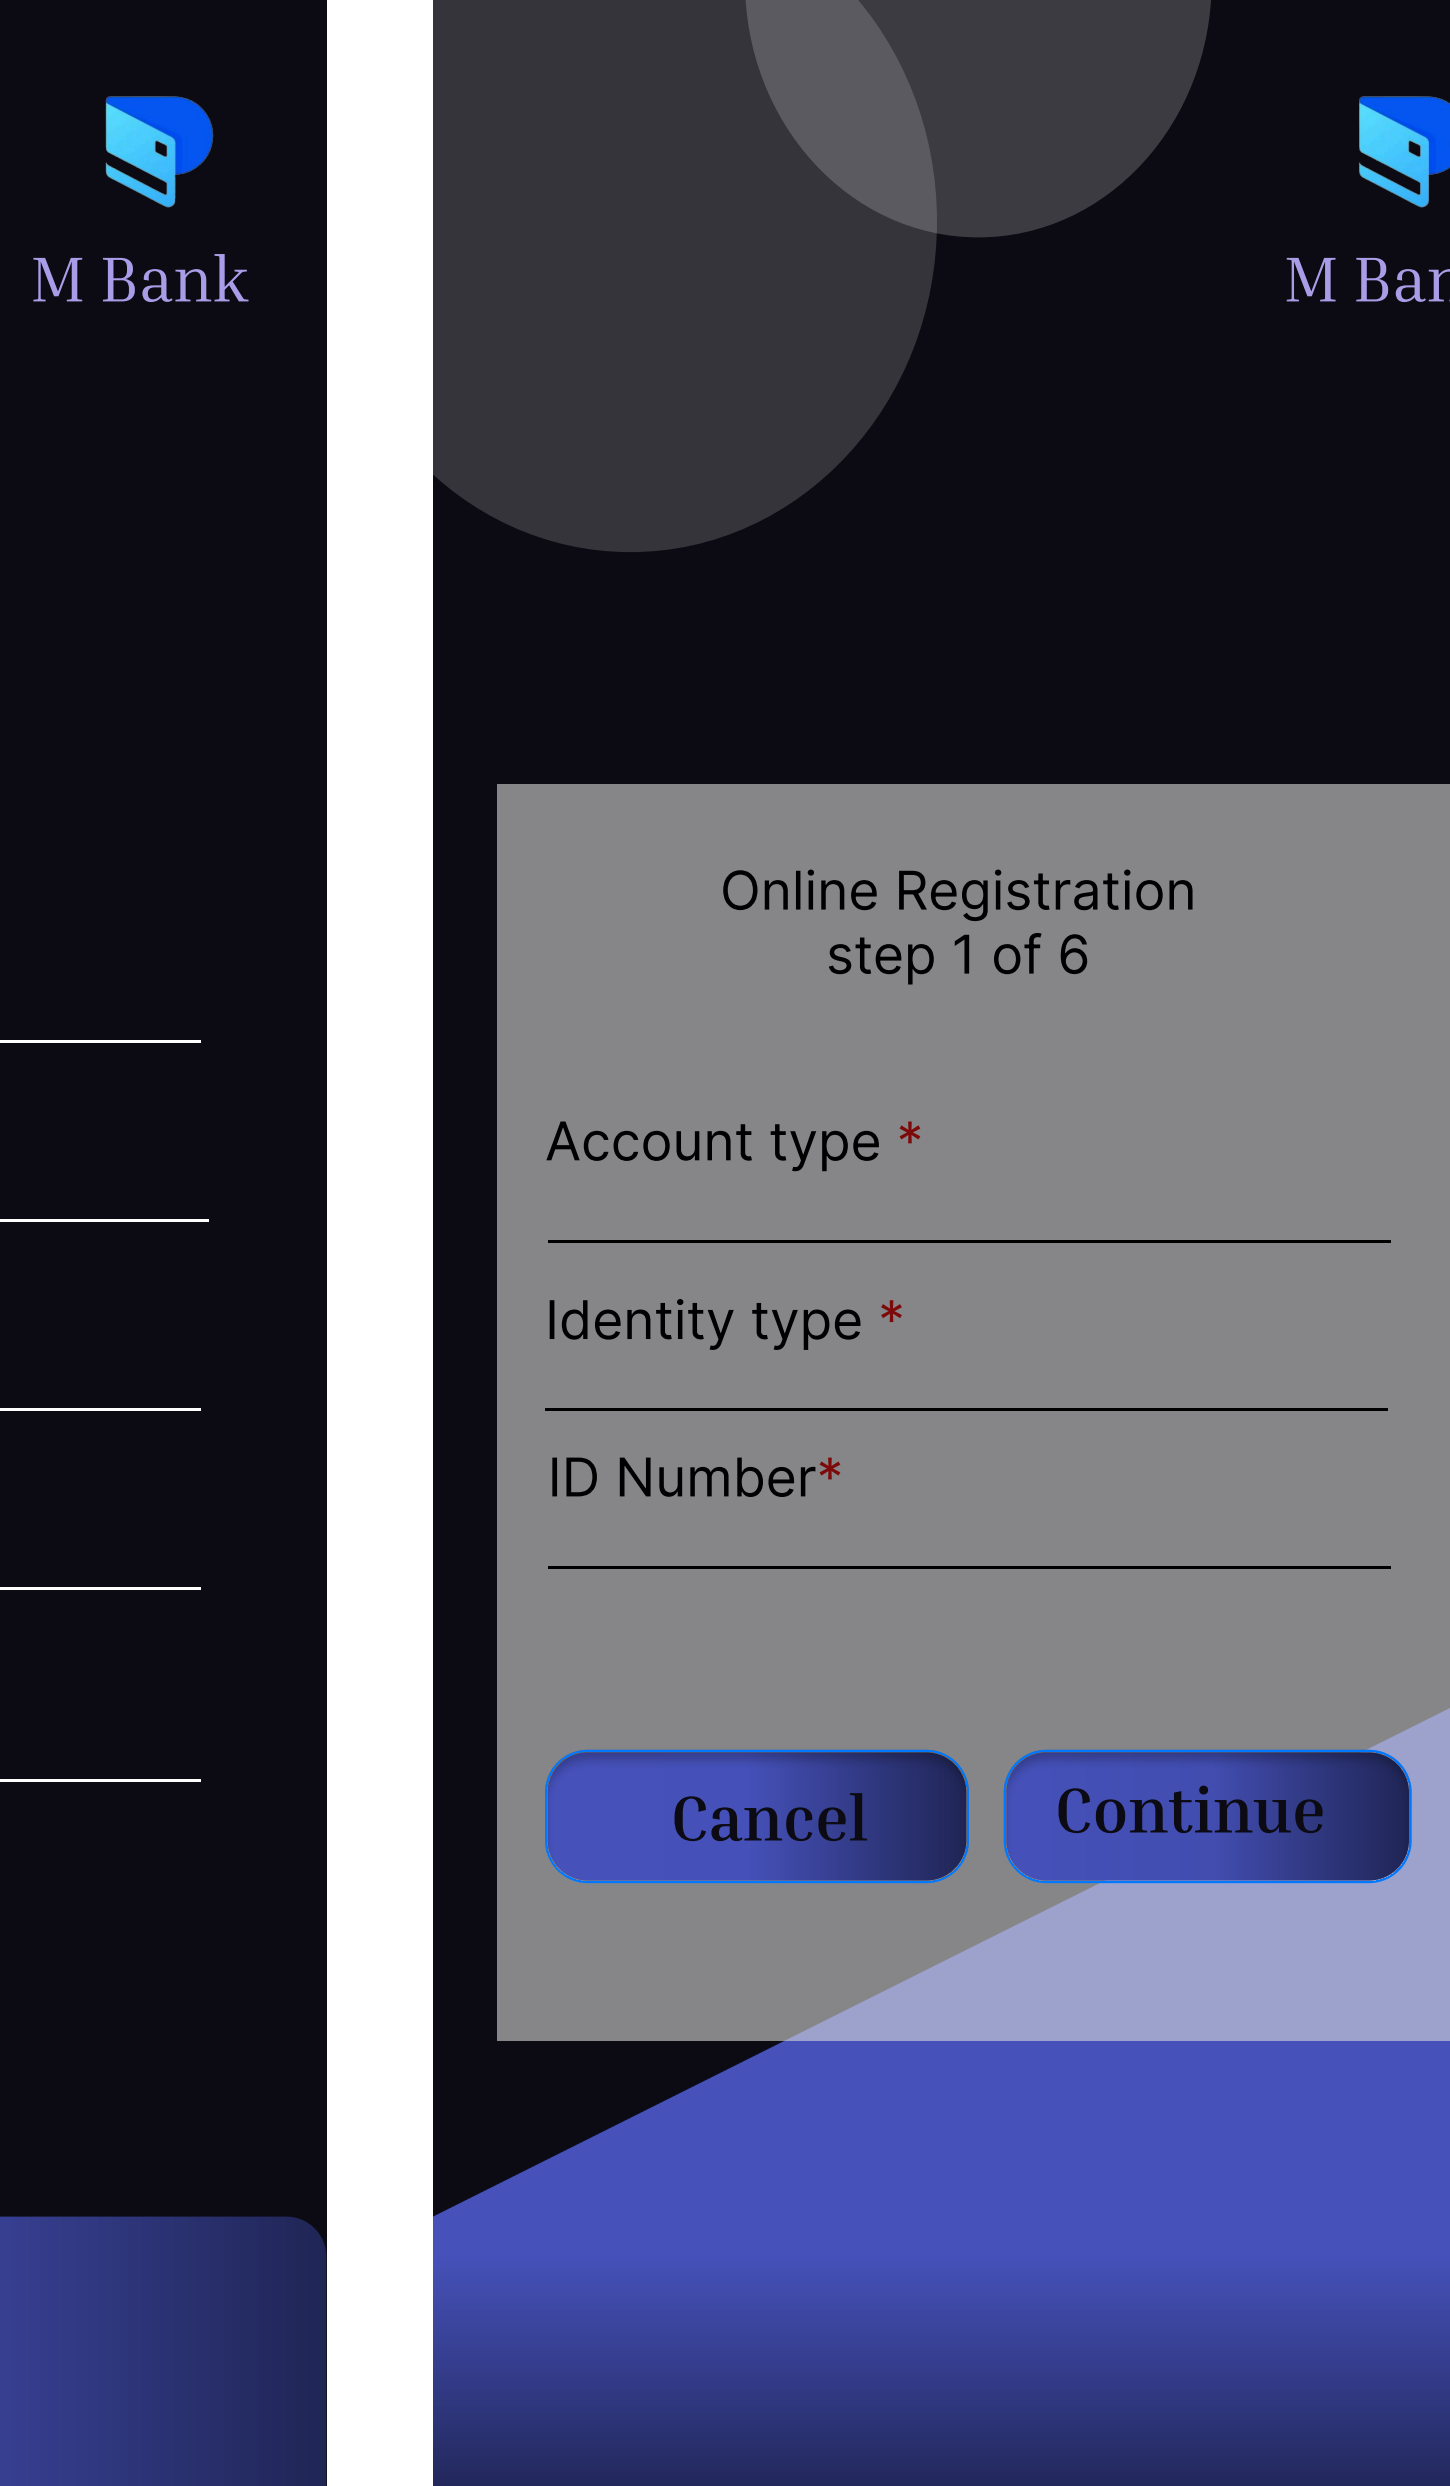 M Bank
M Ban
Online Registration
step 1 of 6
Account type *
Identity type *
ID Number*
Cancel
Continue